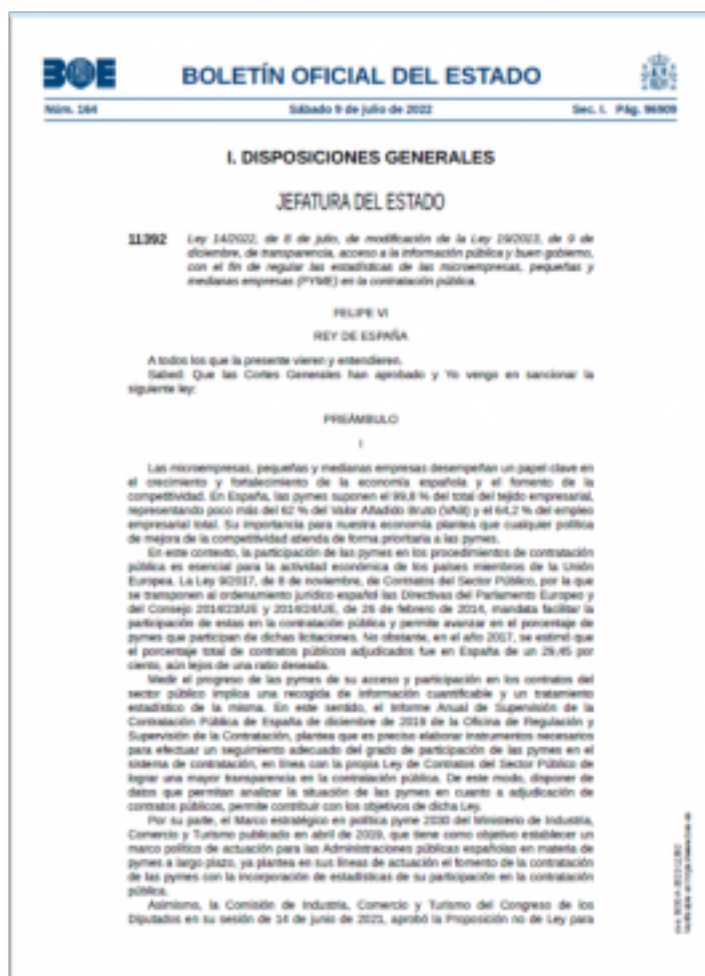 BOE
BOLETÍN OFICIAL DEL ESTADO
Núm. 164 Sábado 9 de julio de 2022 Sec. I. Pág. 96909
I. DISPOSICIONES GENERALES
JEFATURA DEL ESTADO
11392 Ley 14/2022, de 8 de julio, de modificación de la Ley 19/2013, de 9 de
diciembre, de transparencia, acceso a la información pública y buen gobierno,
con el fin de regular las estadísticas de las microempresas, pequeñas y
medianas empresas (PYME) en la contratación pública.
FELIPE VI
REY DE ESPAÑA
A todos los que la presente vieren y entendieren.
Sabed: Que las Cortes Generales han aprobado y Yo vengo en sancionar la
siguiente ley:
PREÁMBULO
I
Las microempresas, pequeñas y medianas empresas desempeñan un papel clave en
el crecimiento y fortalecimiento de la economía española y el fomento de la
competitividad. En España, las pymes suponen el 99,8 % del total del tejido empresarial,
representando poco más del 62 % del Valor Añadido Bruto (VAB) y el 64,2 % del empleo
empresarial total. Su importancia para nuestra economía plantea que cualquier política
de mejora de la competitividad atienda de forma prioritaria a las pymes.
En este contexto, la participación de las pymes en los procedimientos de contratación
pública es esencial para la actividad económica de los países miembros de la Unión
Europea. La Ley 9/2017, de 8 de noviembre, de Contratos del Sector Público, por la que
se transponen al ordenamiento jurídico español las Directivas del Parlamento Europeo y
del Consejo 2014/23/UE y 2014/24/UE, de 26 de febrero de 2014, mandata facilitar la
participación de estas en la contratación pública y permite avanzar en el porcentaje de
pymes que participan de dichas licitaciones. No obstante, en el año 2017, se estimó que
el porcentaje total de contratos públicos adjudicados fue en España de un 29,45 por
ciento, aún lejos de una ratio deseada.
Medir el progreso de las pymes de su acceso y participación en los contratos del
sector público implica una recogida de información cuantificable y un tratamiento
estadístico de la misma. En este sentido, el Informe Anual de Supervisión de la
Contratación Pública de España de diciembre de 2019 de la Oficina de Regulación y
Supervisión de la Contratación, plantea que es preciso elaborar instrumentos necesarios
para efectuar un seguimiento adecuado del grado de participación de las pymes en el
sistema de contratación, en línea con la propia Ley de Contratos del Sector Público de
lograr una mayor transparencia en la contratación pública. De este modo, disponer de
datos que permitan analizar la situación de las pymes en cuanto a adjudicación de
contratos públicos, permite contribuir con los objetivos de dicha Ley.
Por su parte, el Marco estratégico en política pyme 2030 del Ministerio de Industria,
Comercio y Turismo publicado en abril de 2019, que tiene como objetivo establecer un
marco político de actuación para las Administraciones públicas españolas en materia de
pymes a largo plazo, ya plantea en sus líneas de actuación el fomento de la contratación
de las pymes con la incorporación de estadísticas de su participación en la contratación
pública.
Asimismo, la Comisión de Industria, Comercio y Turismo del Congreso de los
Diputados en su sesión de 14 de junio de 2021, aprobó la Proposición no de Ley para